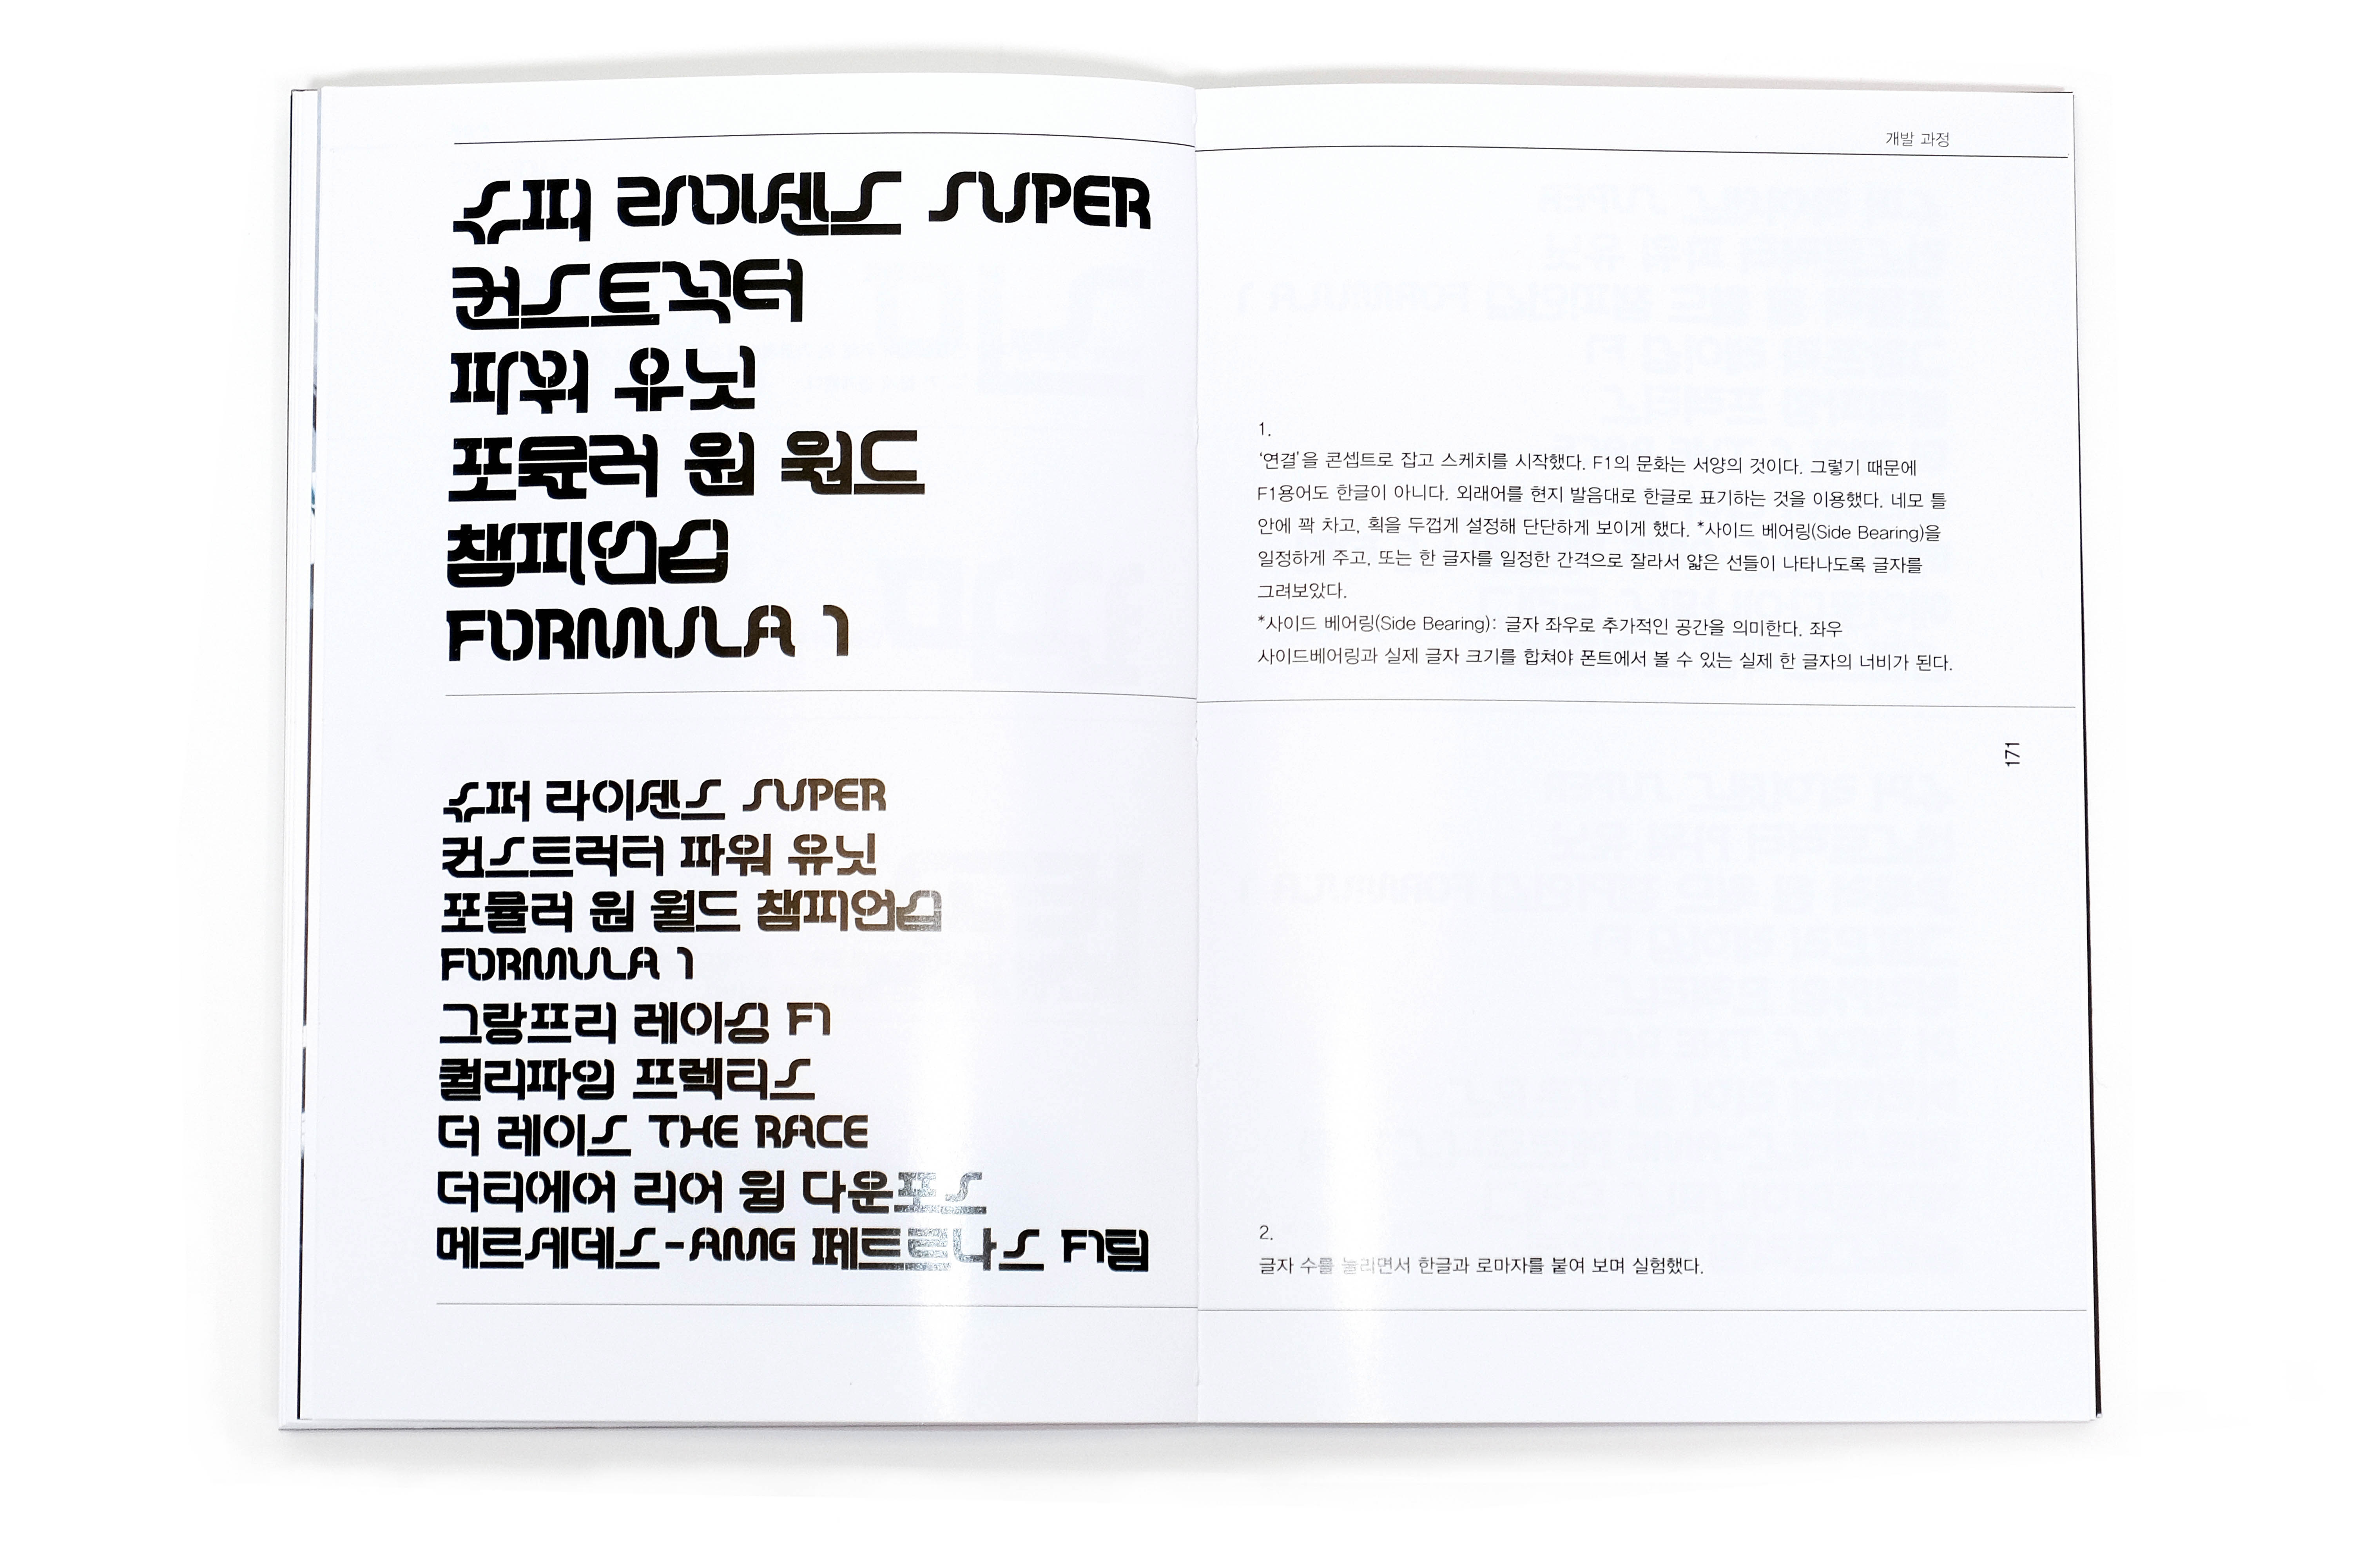 수퍼 라이센스 SUPER
컨스트럭터
파워 유닛
포뮬러 원 월드
챔피언십
FORMULA 1
수퍼 라이센스 SUPER
컨스트럭터 파워 유닛
포뮬러 원 월드 챔피언십
FORMULA 1
그랑프리 레이싱 F1
퀄리파잉 프렉티스
더 레이스 THE RACE
더티에어 리어 윙 다운포스
메르세데스-AMG 페트로나스 F1팀
개발 과정
1.
‘연결’을 콘셉트로 잡고 스케치를 시작했다. F1의 문화는 서양의 것이다. 그렇기 때문에
F1용어도 한글이 아니다. 외래어를 현지 발음대로 한글로 표기하는 것을 이용했다. 네모 틀
안에 꽉 차고, 획을 두껍게 설정해 단단하게 보이게 했다. *사이드 베어링(Side Bearing)을
일정하게 주고, 또는 한 글자를 일정한 간격으로 잘라서 얇은 선들이 나타나도록 글자를
그려보았다.
*사이드 베어링(Side Bearing): 글자 좌우로 추가적인 공간을 의미한다. 좌우
사이드베어링과 실제 글자 크기를 합쳐야 폰트에서 볼 수 있는 실제 한 글자의 너비가 된다.
171
2.
글자 수를 늘리면서 한글과 로마자를 붙여 보며 실험했다.